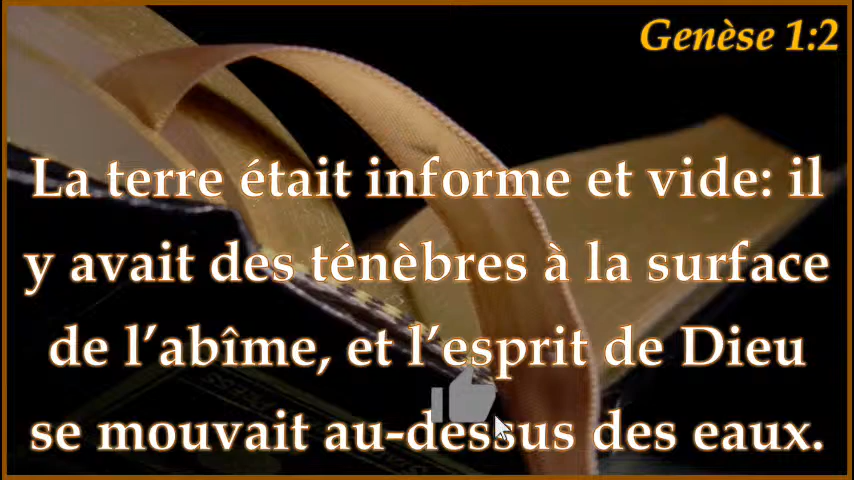 Genèse 1:2
La terre était informe et vide: il
y avait des ténèbres à la surface
de l’abîme, et l’esprit de Dieu
se mouvait au-dessus des eaux.